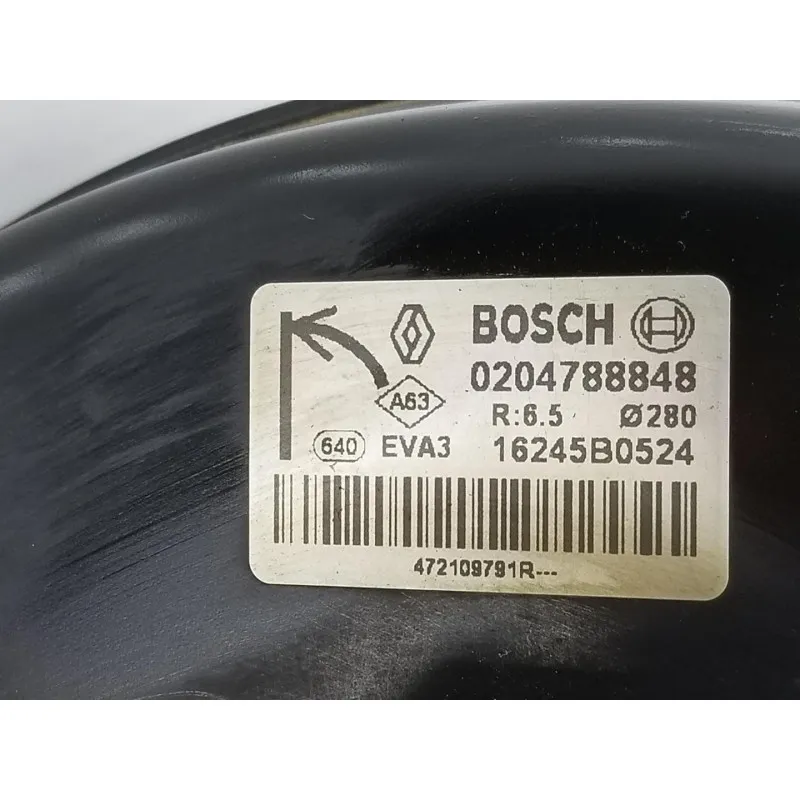 BOSCH
0204788848
A63
R:6.5 Ø280
640 EVA3 16245B0524
472109791R---